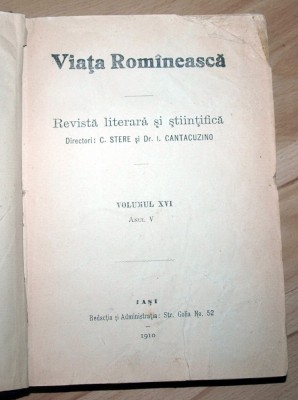 Viaţa Romînească
Revistă literară şi ştiinţifică
Directori: C. STERE şi Dr. I. CANTACUZINO
VOLUMUL XVI
ANUL V
IAŞI
Redacţia şi Administraţia: Str. Golia No. 52
1910